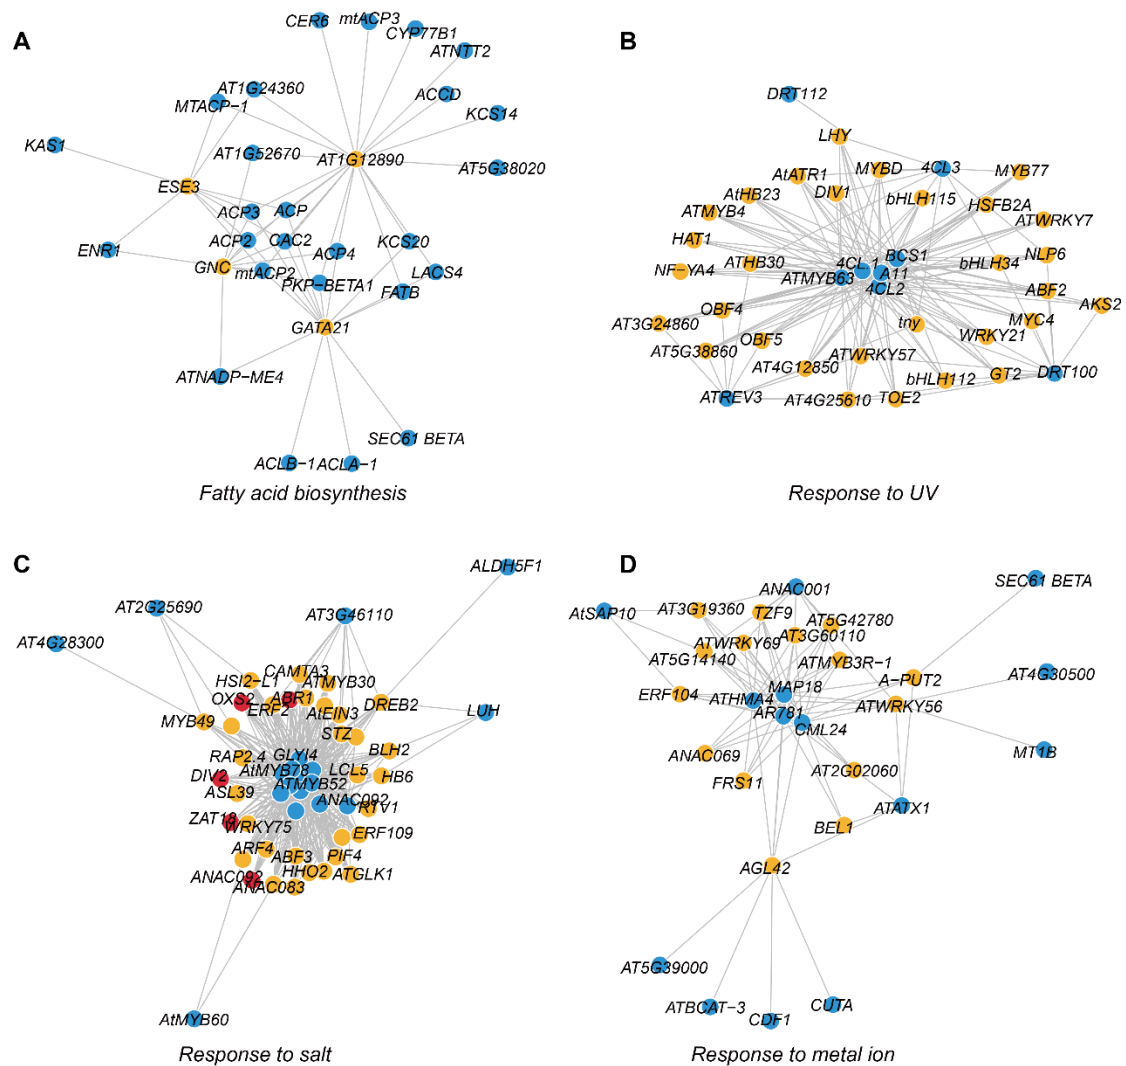 A
CER6
mtACP3
CYP77B1
ATNTT2
AT1G24360
MTACP−1
ACCD
KCS14
KAS1
AT1G52670
AT1G12890
AT5G38020
ESE3
ACP3
ACP
ACP2
CAC2
ACP4
KCS20
ENR1
GNC
mtACP2
PKP−BETA1
LACS4
FATB
GATA21
ATNADP−ME4
SEC61 BETA
ACLB−1
ACLA−1
Fatty acid biosynthesis
B
DRT112
LHY
AtATR1
MYBD
4CL3
MYB77
AtHB23
DIV1
bHLH115
HSFB2A
ATMYB4
ATWRKY7
HAT1
BCS1
NLP6
NF−YA4
ATHB30
4CL.1
A11
bHLH34
ATMYB63
4CL2
ABF2
OBF4
AKS2
AT3G24860
tny
MYC4
OBF5
WRKY21
AT5G38860
ATWRKY57
AT4G12850
bHLH112
GT2
DRT100
ATREV3
AT4G25610
TOE2
Response to UV
C
ALDH5F1
AT2G25690
AT3G46110
AT4G28300
CAMTA3
HSI2−L1
ATMYB30
OXS2
ABR1
DREB2
ERF2
AtEIN3
LUH
MYB49
STZ
RAP2.4
GLYI4
BLH2
DIV2
AtMYB78
LCL5
HB6
ASL39
ATMYB52
ANAC092
RTV1
ZAT18
WRKY75
ERF109
ARF4
ABF3
PIF4
ANAC092
HHO2
ATGLK1
ANAC083
AtMYB60
Response to salt
D
SEC61 BETA
ANAC001
AtSAP10
AT3G19360
TZF9
AT5G42780
ATWRKY69
AT3G60110
AT5G14140
ATMYB3R−1
AT4G30500
ERF104
MAP18
A−PUT2
ATHMA4
AR781
ATWRKY56
CML24
ANAC069
MT1B
FRS11
AT2G02060
ATATX1
BEL1
AGL42
AT5G39000
ATBCAT−3
CDF1
CUTA
Response to metal ion